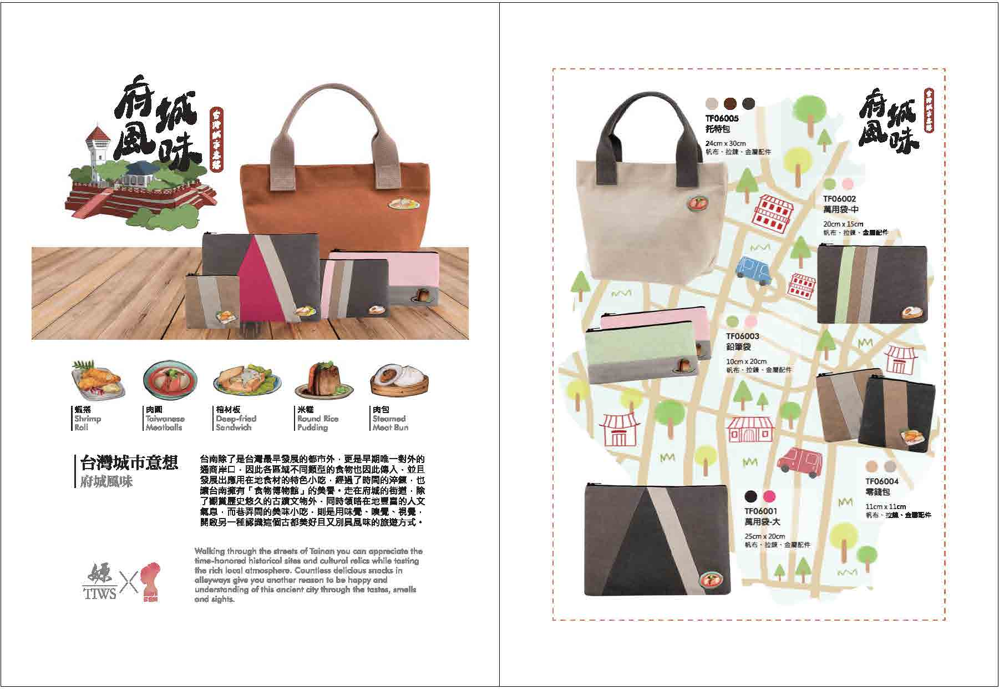 府城
風味
台灣城市意想
蝦捲
Shrimp
Roll
肉圓
Taiwanese
Meatballs
棺材板
Deep-fried
Sandwich
米糕
Round Rice
Pudding
肉包
Steamed
Meat Bun
台灣城市意想
府城風味
台南除了是台灣最早發展的都市外，更是早期唯一對外的
通商岸口，因此各區域不同類型的食物也因此傳入，並且
發展出應用在地食材的特色小吃，經過了時間的淬鍊，也
讓台南擁有「食物博物館」的美譽。走在府城的街道，除
了觀賞歷史悠久的古蹟文物外，同時領略在地豐富的人文
氣息，而巷弄間的美味小吃，則是用味覺、嗅覺、視覺，
開啟另一種認識這個古都美好且又別具風味的旅遊方式。
Walking through the streets of Tainan you can appreciate the
time-honored historical sites and cultural relics while tasting
the rich local atmosphere. Countless delicious snacks in
alleyways give you another reason to be happy and
understanding of this ancient city through the tastes, smells
and sights.
TIWS
府城
風味
台灣城市意想
TF06005
托特包
24cm x 30cm
帆布、拉鍊、金屬配件
TF06002
萬用袋-中
20cm x 15cm
帆布、拉鍊、金屬配件
TF06003
鉛筆袋
10cm x 20cm
帆布、拉鍊、金屬配件
TF06004
零錢包
11cm x 11cm
帆布、拉鍊、金屬配件
TF06001
萬用袋-大
25cm x 20cm
帆布、拉鍊、金屬配件